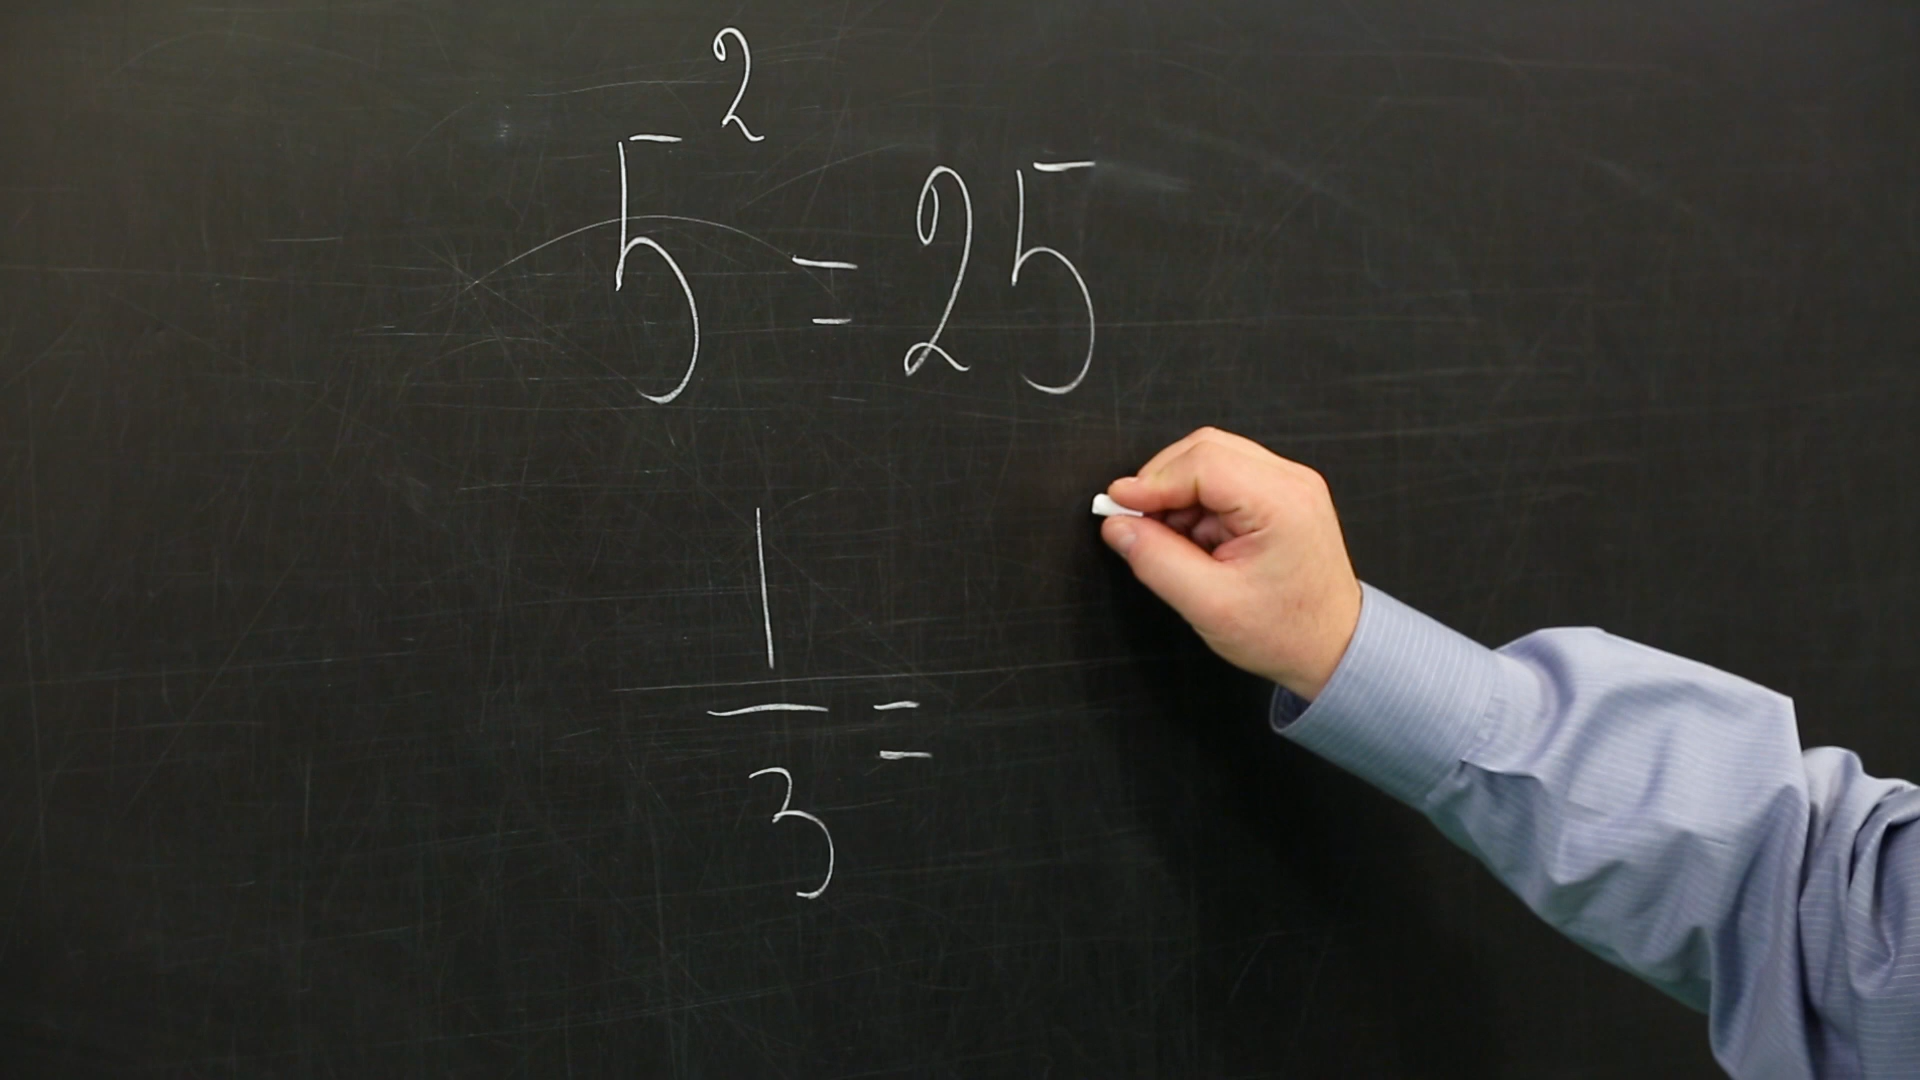 5² = 25
1/3 =